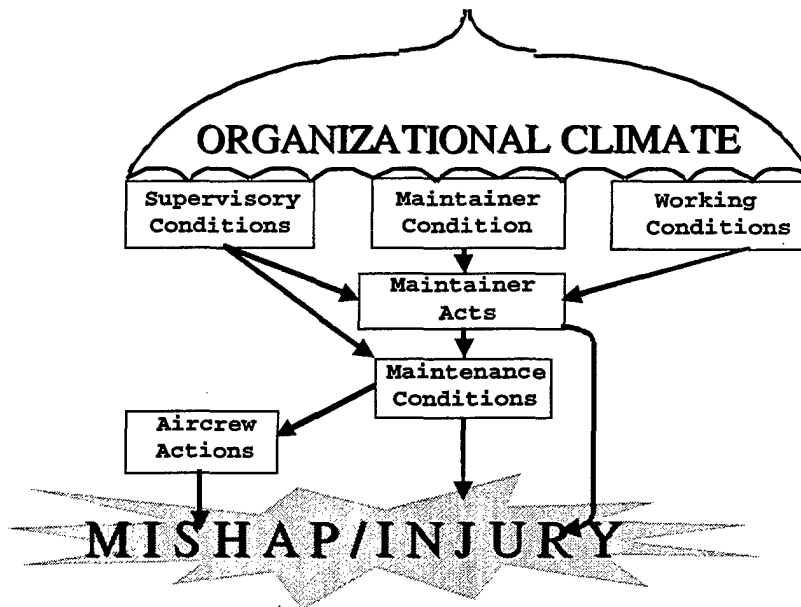 ORGANIZATIONAL CLIMATE
Supervisory
Conditions
Maintainer
Condition
Working
Conditions
Maintainer
Acts
Maintenance
Conditions
Aircrew
Actions
MISHAP/INJURY